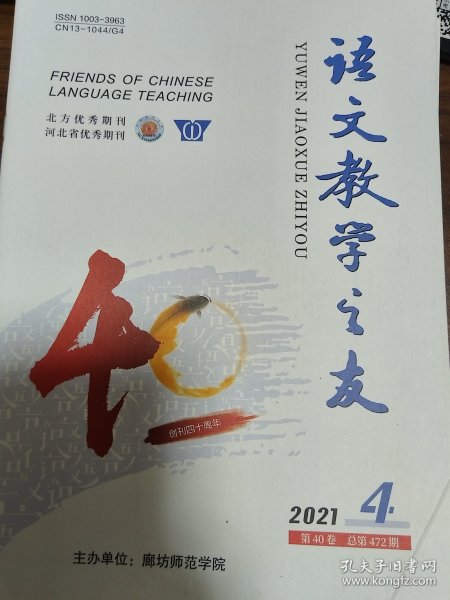 ISSN 1003-3963
CN13-1044/G4
FRIENDS OF CHINESE
LANGUAGE TEACHING
北方优秀期刊
河北省优秀期刊
语文教学之友
YUWEN JIAOXUE ZHIYOU
40
创刊四十周年
2021 4
第40卷 总第472期
主办单位：廊坊师范学院
孔夫子旧书网
www.kongfz.com